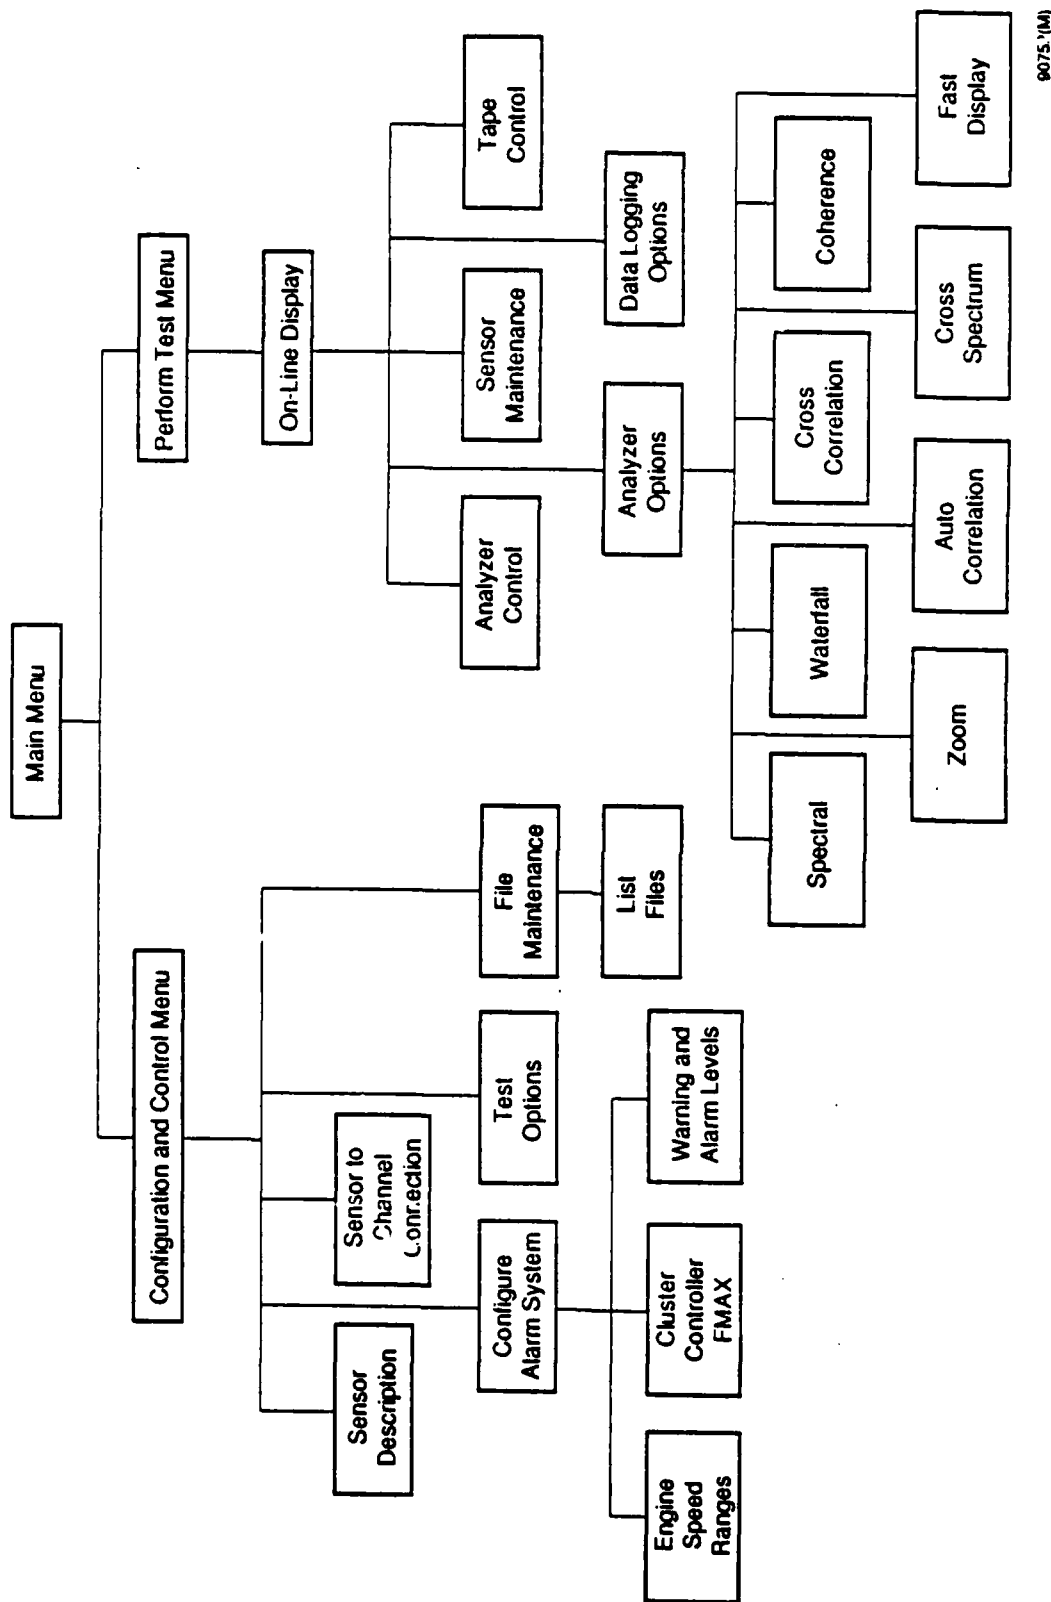 Main Menu
Configuration and Control Menu
Perform Test Menu
On-Line Display
Sensor
Description
Sensor to
Channel
Connection
Configure
Alarm System
Test
Options
File
Maintenance
List
Files
Engine
Speed
Ranges
Cluster
Controller
FMAX
Warning and
Alarm Levels
Analyzer
Control
Sensor
Maintenance
Tape
Control
Analyzer
Options
Data Logging
Options
Spectral
Waterfall
Cross
Correlation
Coherence
Zoom
Auto
Correlation
Cross
Spectrum
Fast
Display